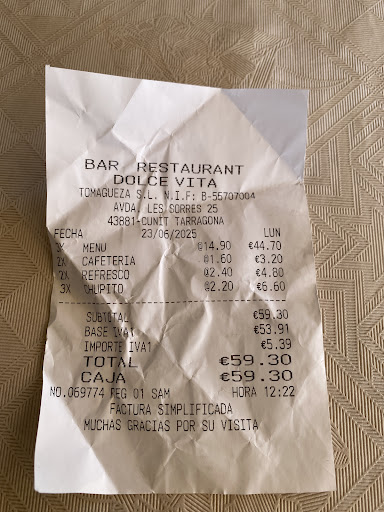 BAR RESTAURANT
DOLCE VITA
TOMAGUEZA S.L. N.I.F: B-55707004
AVDA. LES SORRES 25
43881-CUNIT TARRAGONA
FECHA 23/06/2025 LUN
3X MENU @14.90 €44.70
2X CAFETERIA @1.60 €3.20
2X REFRESCO @2.40 €4.80
3X CHUPITO @2.20 €6.60
SUBTOTAL €59.30
BASE IVA1 €53.91
IMPORTE IVA1 €5.39
TOTAL €59.30
CAJA €59.30
NO.069774 REG 01 SAM HORA 12:22
FACTURA SIMPLIFICADA
MUCHAS GRACIAS POR SU VISITA